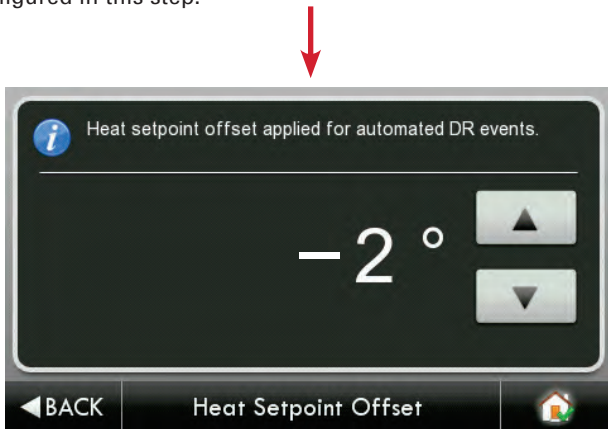 figured in this step.
Heat setpoint offset applied for automated DR events.
−2°
◀BACK
Heat Setpoint Offset